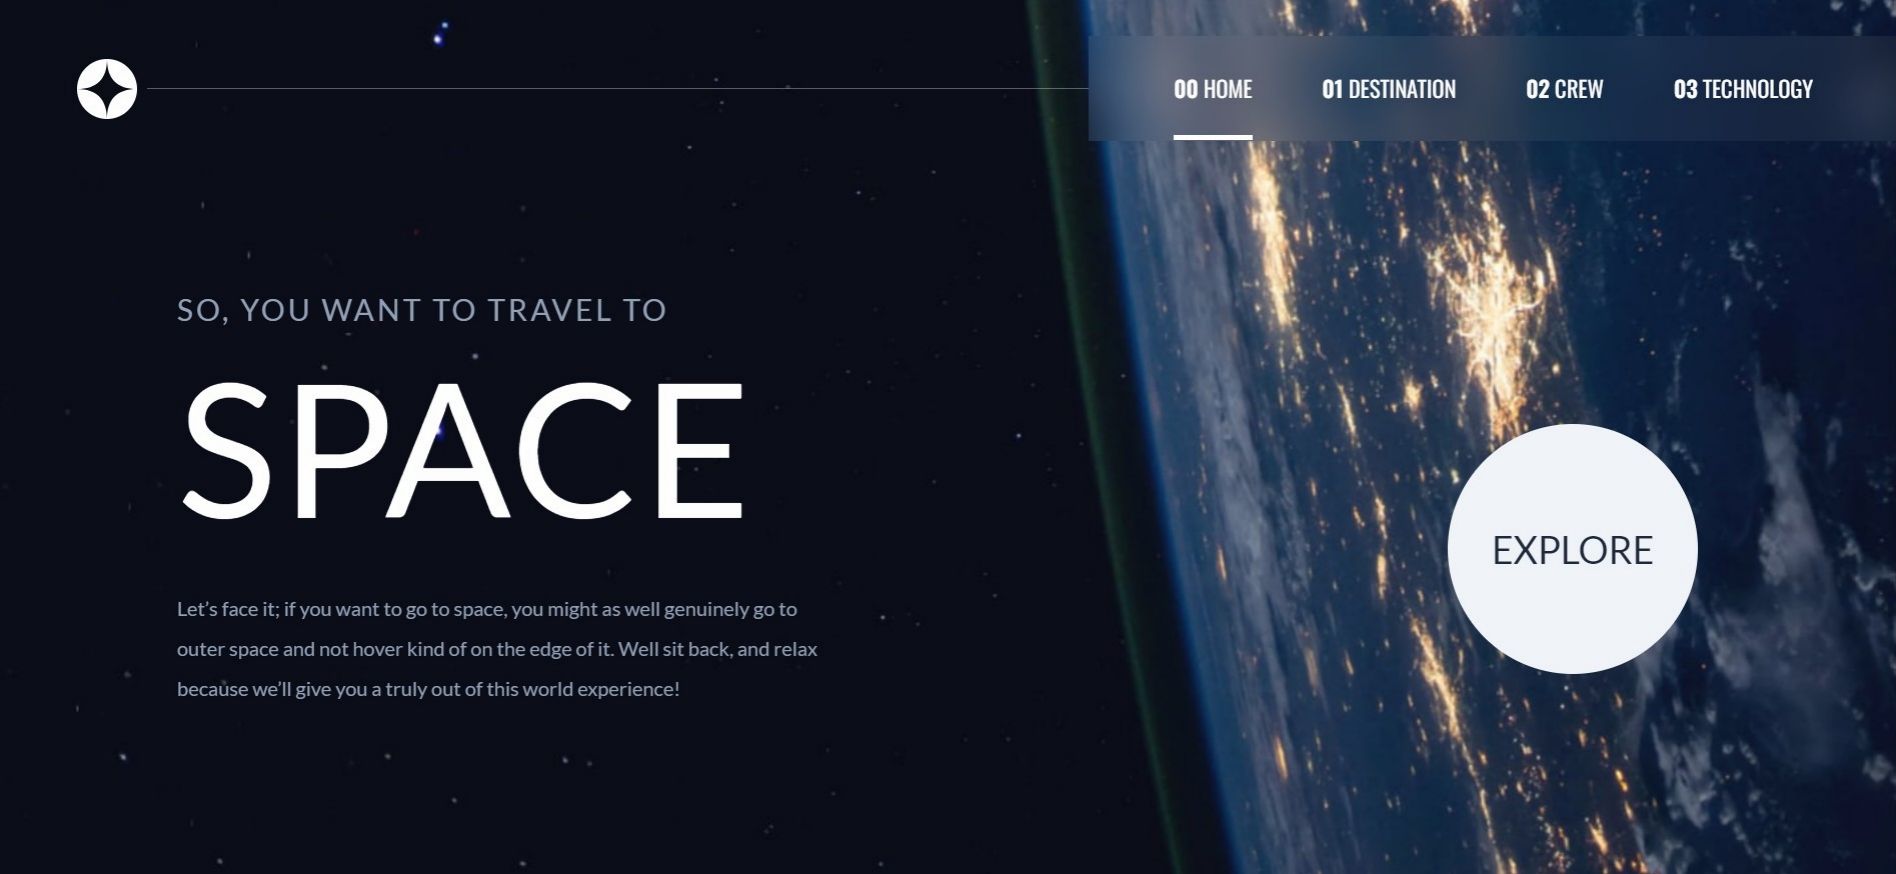 00 HOME
01 DESTINATION
02 CREW
03 TECHNOLOGY
SO, YOU WANT TO TRAVEL TO
SPACE
Let’s face it; if you want to go to space, you might as well genuinely go to
outer space and not hover kind of on the edge of it. Well sit back, and relax
because we’ll give you a truly out of this world experience!
EXPLORE